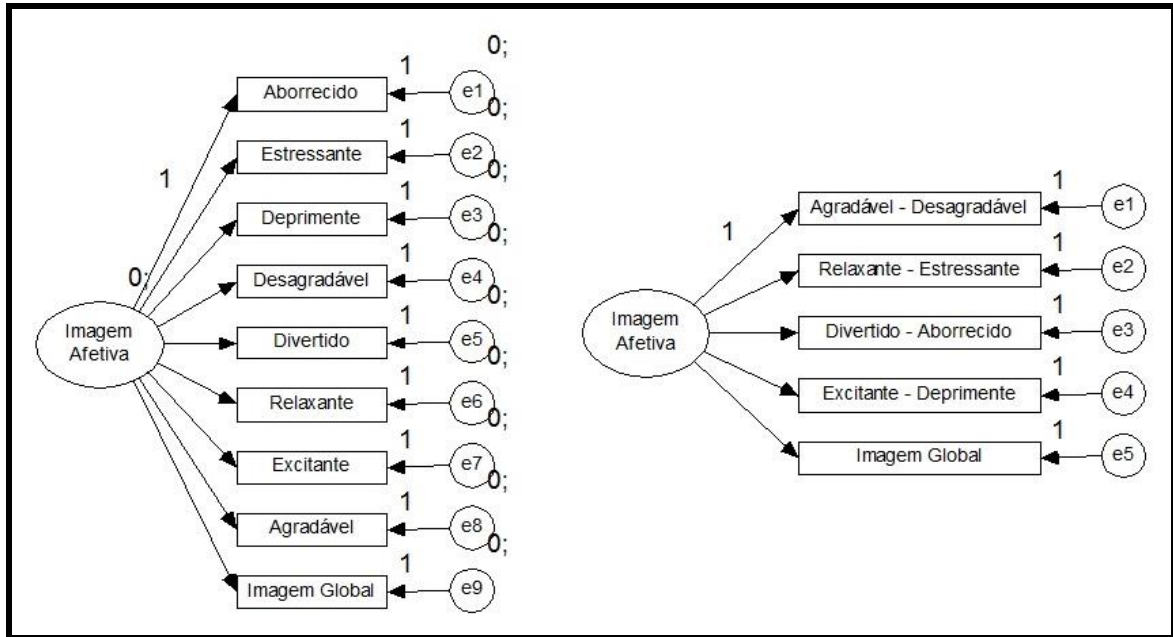 0;
1
Aborrecido
e1
0;
1
Estressante
e2
0;
1
1
Deprimente
e3
0;
1
0;
Desagradável
e4
0;
1
Imagem
Afetiva
Divertido
e5
0;
1
Relaxante
e6
0;
1
Excitante
e7
0;
1
Agradável
e8
0;
1
Imagem Global
e9
1
1
Agradável - Desagradável
e1
1
Relaxante - Estressante
e2
1
Imagem
Afetiva
Divertido - Aborrecido
e3
1
Excitante - Deprimente
e4
1
Imagem Global
e5